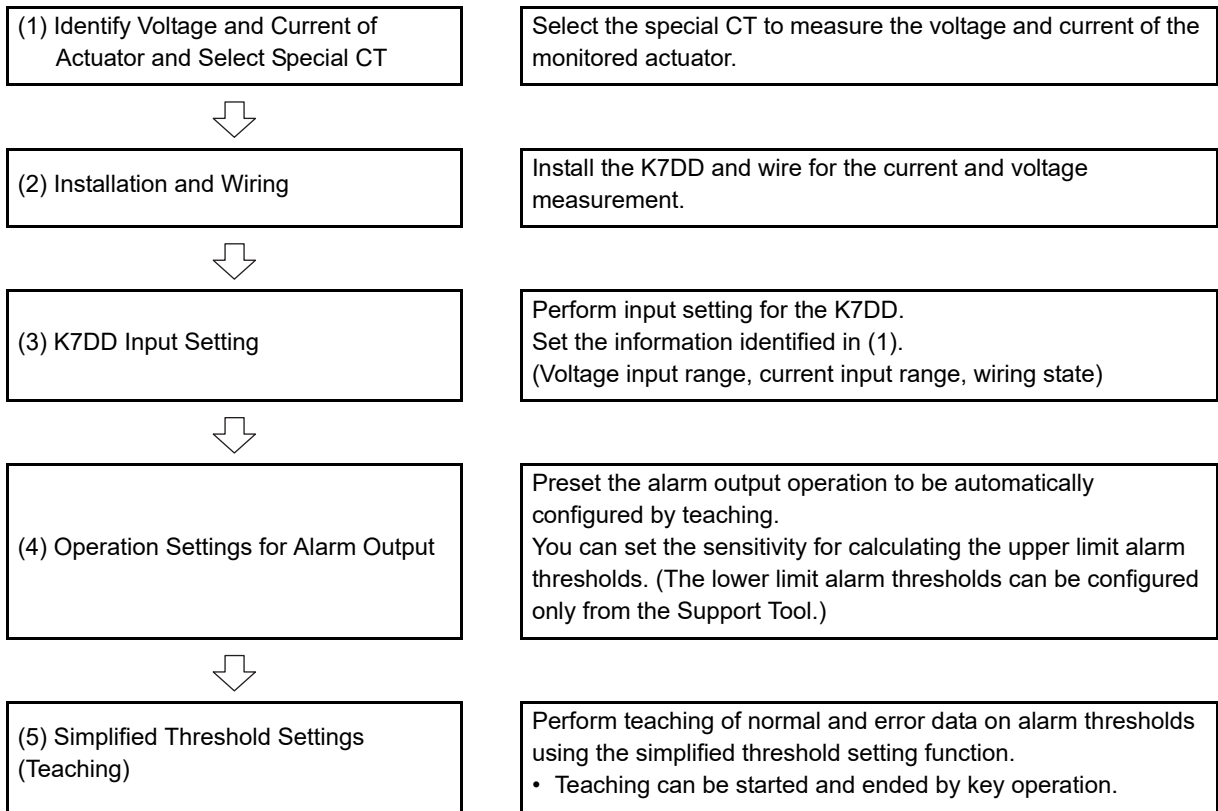 (1) Identify Voltage and Current of
Actuator and Select Special CT
Select the special CT to measure the voltage and current of the
monitored actuator.
(2) Installation and Wiring
Install the K7DD and wire for the current and voltage
measurement.
(3) K7DD Input Setting
Perform input setting for the K7DD.
Set the information identified in (1).
(Voltage input range, current input range, wiring state)
(4) Operation Settings for Alarm Output
Preset the alarm output operation to be automatically
configured by teaching.
You can set the sensitivity for calculating the upper limit alarm
thresholds. (The lower limit alarm thresholds can be configured
only from the Support Tool.)
(5) Simplified Threshold Settings
(Teaching)
Perform teaching of normal and error data on alarm thresholds
using the simplified threshold setting function.
• Teaching can be started and ended by key operation.